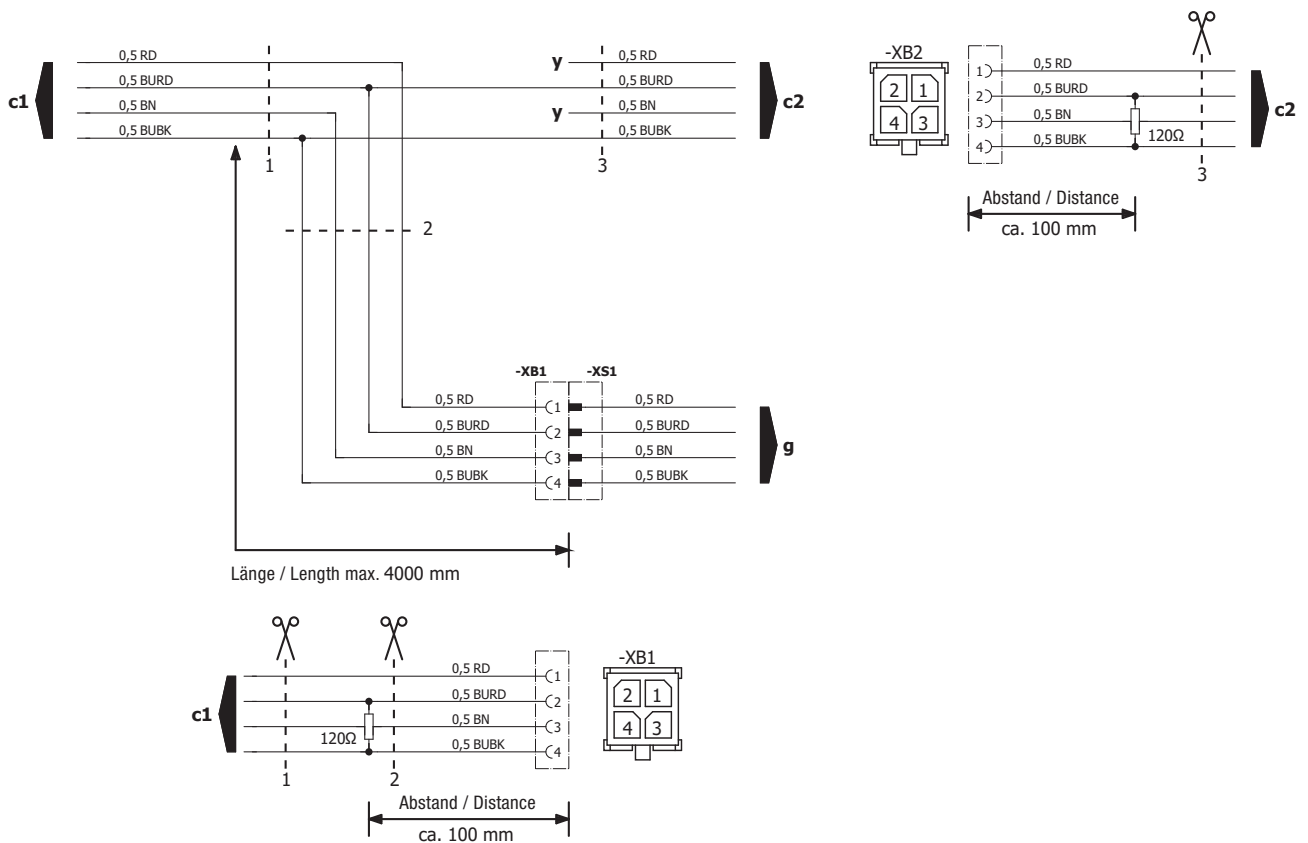 0,5 RD
0,5 BURD
0,5 BN
0,5 BUBK
c1
1
y
y
0,5 RD
0,5 BURD
0,5 BN
0,5 BUBK
3
c2
2
-XB2
2 1
4 3
1
2
3
4
0,5 RD
0,5 BURD
0,5 BN
0,5 BUBK
120Ω
3
c2
Abstand / Distance
ca. 100 mm
-XB1 -XS1
0,5 RD 1 0,5 RD
0,5 BURD 2 0,5 BURD
0,5 BN 3 0,5 BN
0,5 BUBK 4 0,5 BUBK
g
Länge / Length max. 4000 mm
c1
0,5 RD 1
0,5 BURD 2
0,5 BN 3
0,5 BUBK 4
120Ω
1 2
Abstand / Distance
ca. 100 mm
-XB1
2 1
4 3